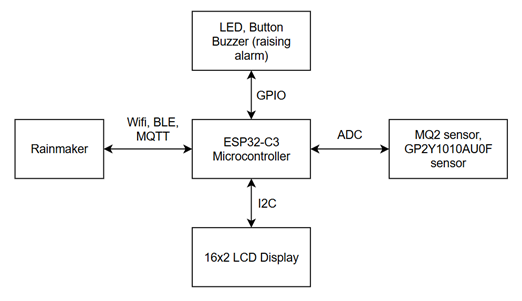 LED, Button
Buzzer (raising
alarm)
GPIO
Wifi, BLE,
MQTT
Rainmaker
ESP32-C3
Microcontroller
ADC
MQ2 sensor,
GP2Y1010AU0F
sensor
I2C
16x2 LCD Display